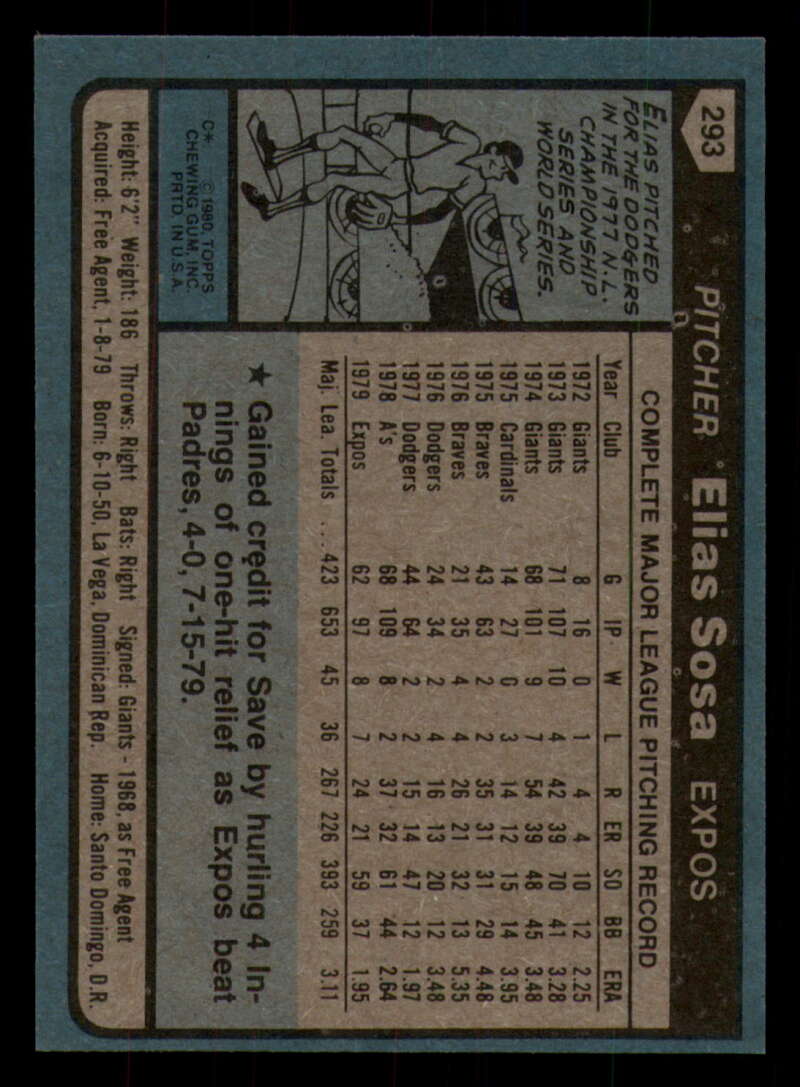 293
PITCHER Elias Sosa EXPOS
ELIAS PITCHED
FOR THE DODGERS
IN THE 1977 N.L.
CHAMPIONSHIP
SERIES AND
WORLD SERIES.
C* © 1980, TOPPS
CHEWING GUM, INC.
PRTD. IN U.S.A.
COMPLETE MAJOR LEAGUE PITCHING RECORD
Year Club G IP W L R ER SO BB ERA
1972 Giants 8 16 0 1 4 4 10 12 2.25
1973 Giants 71 107 10 4 42 39 70 41 3.28
1974 Giants 68 101 9 7 54 39 48 45 3.48
1975 Cardinals 14 27 0 3 14 12 15 14 3.95
1975 Braves 43 63 2 2 35 31 31 29 4.48
1976 Braves 21 35 4 4 26 21 32 13 5.35
1976 Dodgers 24 34 2 4 16 13 20 12 3.48
1977 Dodgers 44 64 2 2 15 14 47 12 1.97
1978 A's 68 109 8 2 37 32 61 44 2.64
1979 Expos 62 97 8 7 24 21 59 37 1.95
Maj. Lea. Totals ... 423 653 45 36 267 226 393 259 3.11
★ Gained credit for Save by hurling 4 In-
nings of one-hit relief as Expos beat
Padres, 4-0, 7-15-79.
Height: 6'2" Weight: 186 Throws: Right Bats: Right Signed: Giants - 1968, as Free Agent
Acquired: Free Agent, 1-8-79 Born: 6-10-50, La Vega, Dominican Rep. Home: Santo Domingo, D.R.